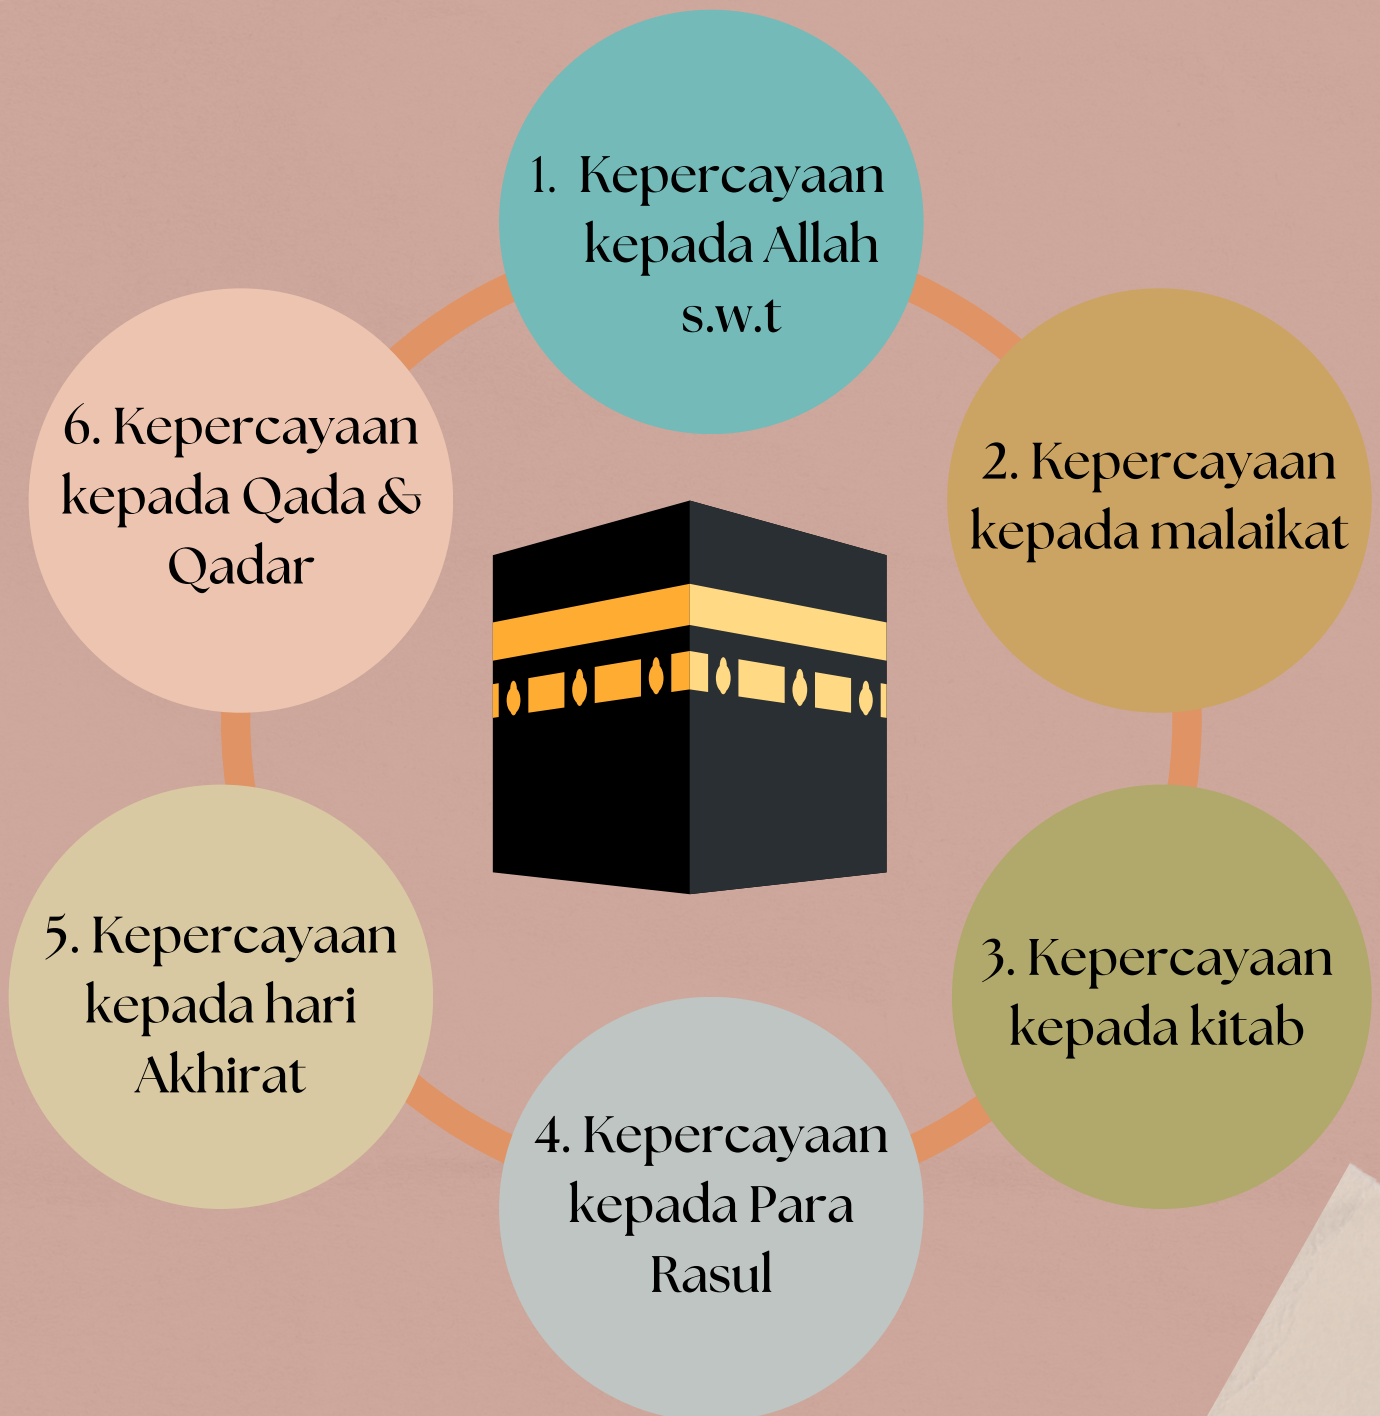 1. Kepercayaan
kepada Allah
s.w.t
2. Kepercayaan
kepada malaikat
3. Kepercayaan
kepada kitab
4. Kepercayaan
kepada Para
Rasul
5. Kepercayaan
kepada hari
Akhirat
6. Kepercayaan
kepada Qada &
Qadar